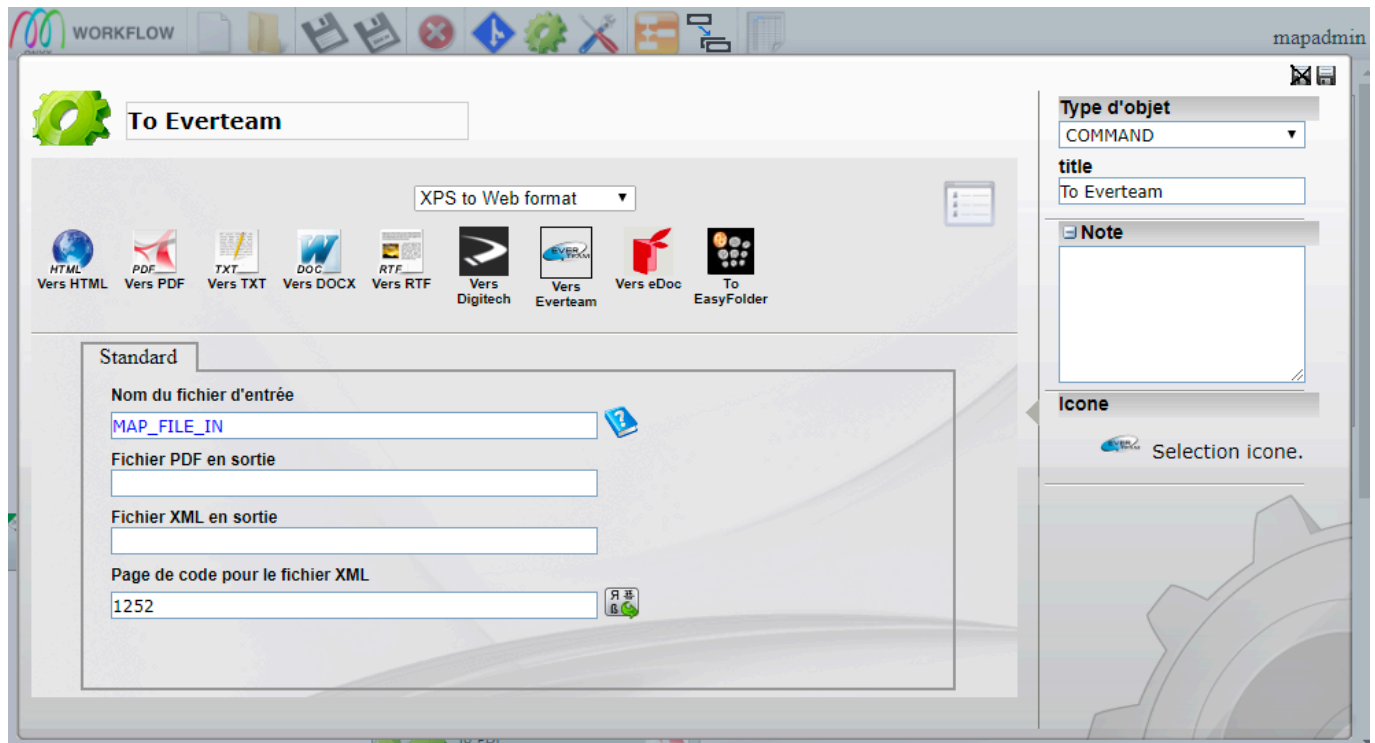 WORKFLOW
mapadmin
To Everteam
XPS to Web format
HTML
Vers HTML
PDF
Vers PDF
TXT
Vers TXT
DOC
Vers DOCX
RTF
Vers RTF
Vers
Digitech
EVER
TEAM
Vers
Everteam
Vers eDoc
To
EasyFolder
Standard
Nom du fichier d'entrée
MAP_FILE_IN
Fichier PDF en sortie
Fichier XML en sortie
Page de code pour le fichier XML
1252
Type d'objet
COMMAND
title
To Everteam
Note
Icone
Selection icone.